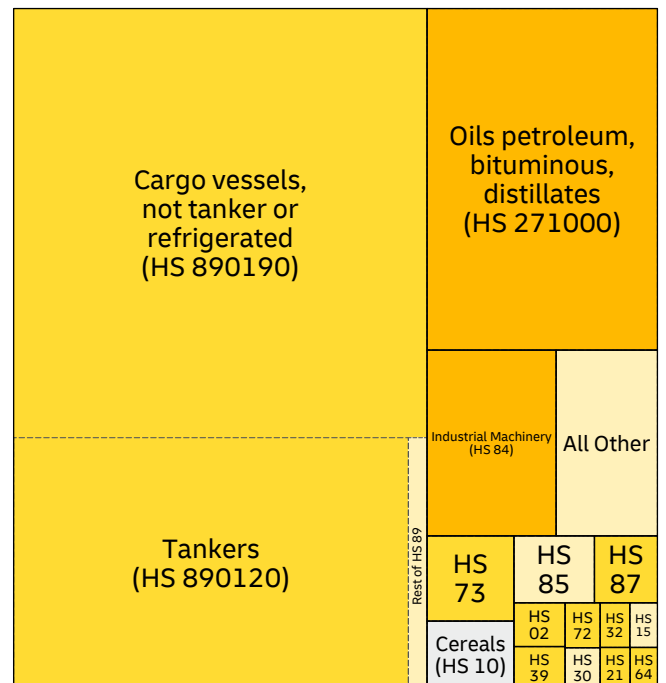 Cargo vessels,
not tanker or
refrigerated
(HS 890190)
Oils petroleum,
bituminous,
distillates
(HS 271000)
Industrial Machinery
(HS 84)
All Other
Tankers
(HS 890120)
Rest of HS 89
HS
73
HS
85
HS
87
Cereals
(HS 10)
HS
02
HS
72
HS
32
HS
15
HS
39
HS
30
HS
21
HS
64